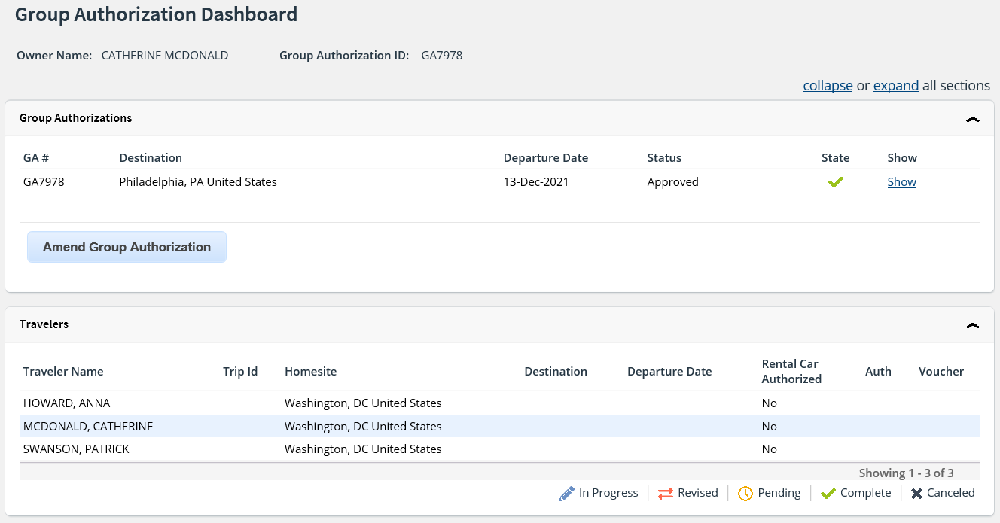 Group Authorization Dashboard
Owner Name: CATHERINE MCDONALD Group Authorization ID: GA7978
collapse or expand all sections
Group Authorizations
GA # Destination Departure Date Status State Show
GA7978 Philadelphia, PA United States 13-Dec-2021 Approved Show
Amend Group Authorization
Travelers
Traveler Name Trip Id Homesite Destination Departure Date Rental Car Authorized Auth Voucher
HOWARD, ANNA Washington, DC United States No
MCDONALD, CATHERINE Washington, DC United States No
SWANSON, PATRICK Washington, DC United States No
Showing 1 - 3 of 3
In Progress Revised Pending Complete Canceled